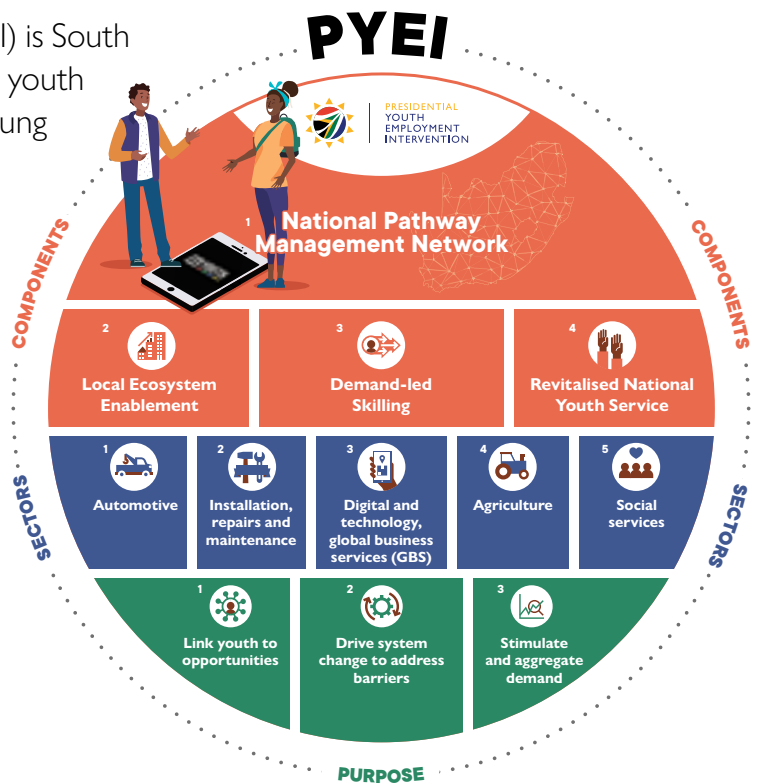 I) is South
youth
ung
PYEI
PRESIDENTIAL
YOUTH
EMPLOYMENT
INTERVENTION
COMPONENTS
COMPONENTS
1 National Pathway
Management Network
2
Local Ecosystem
Enablement
3
Demand-led
Skilling
4
Revitalised National
Youth Service
SECTORS
SECTORS
1
Automotive
2
Installation,
repairs and
maintenance
3
Digital and
technology,
global business
services (GBS)
4
Agriculture
5
Social
services
1
Link youth to
opportunities
2
Drive system
change to address
barriers
3
Stimulate
and aggregate
demand
PURPOSE